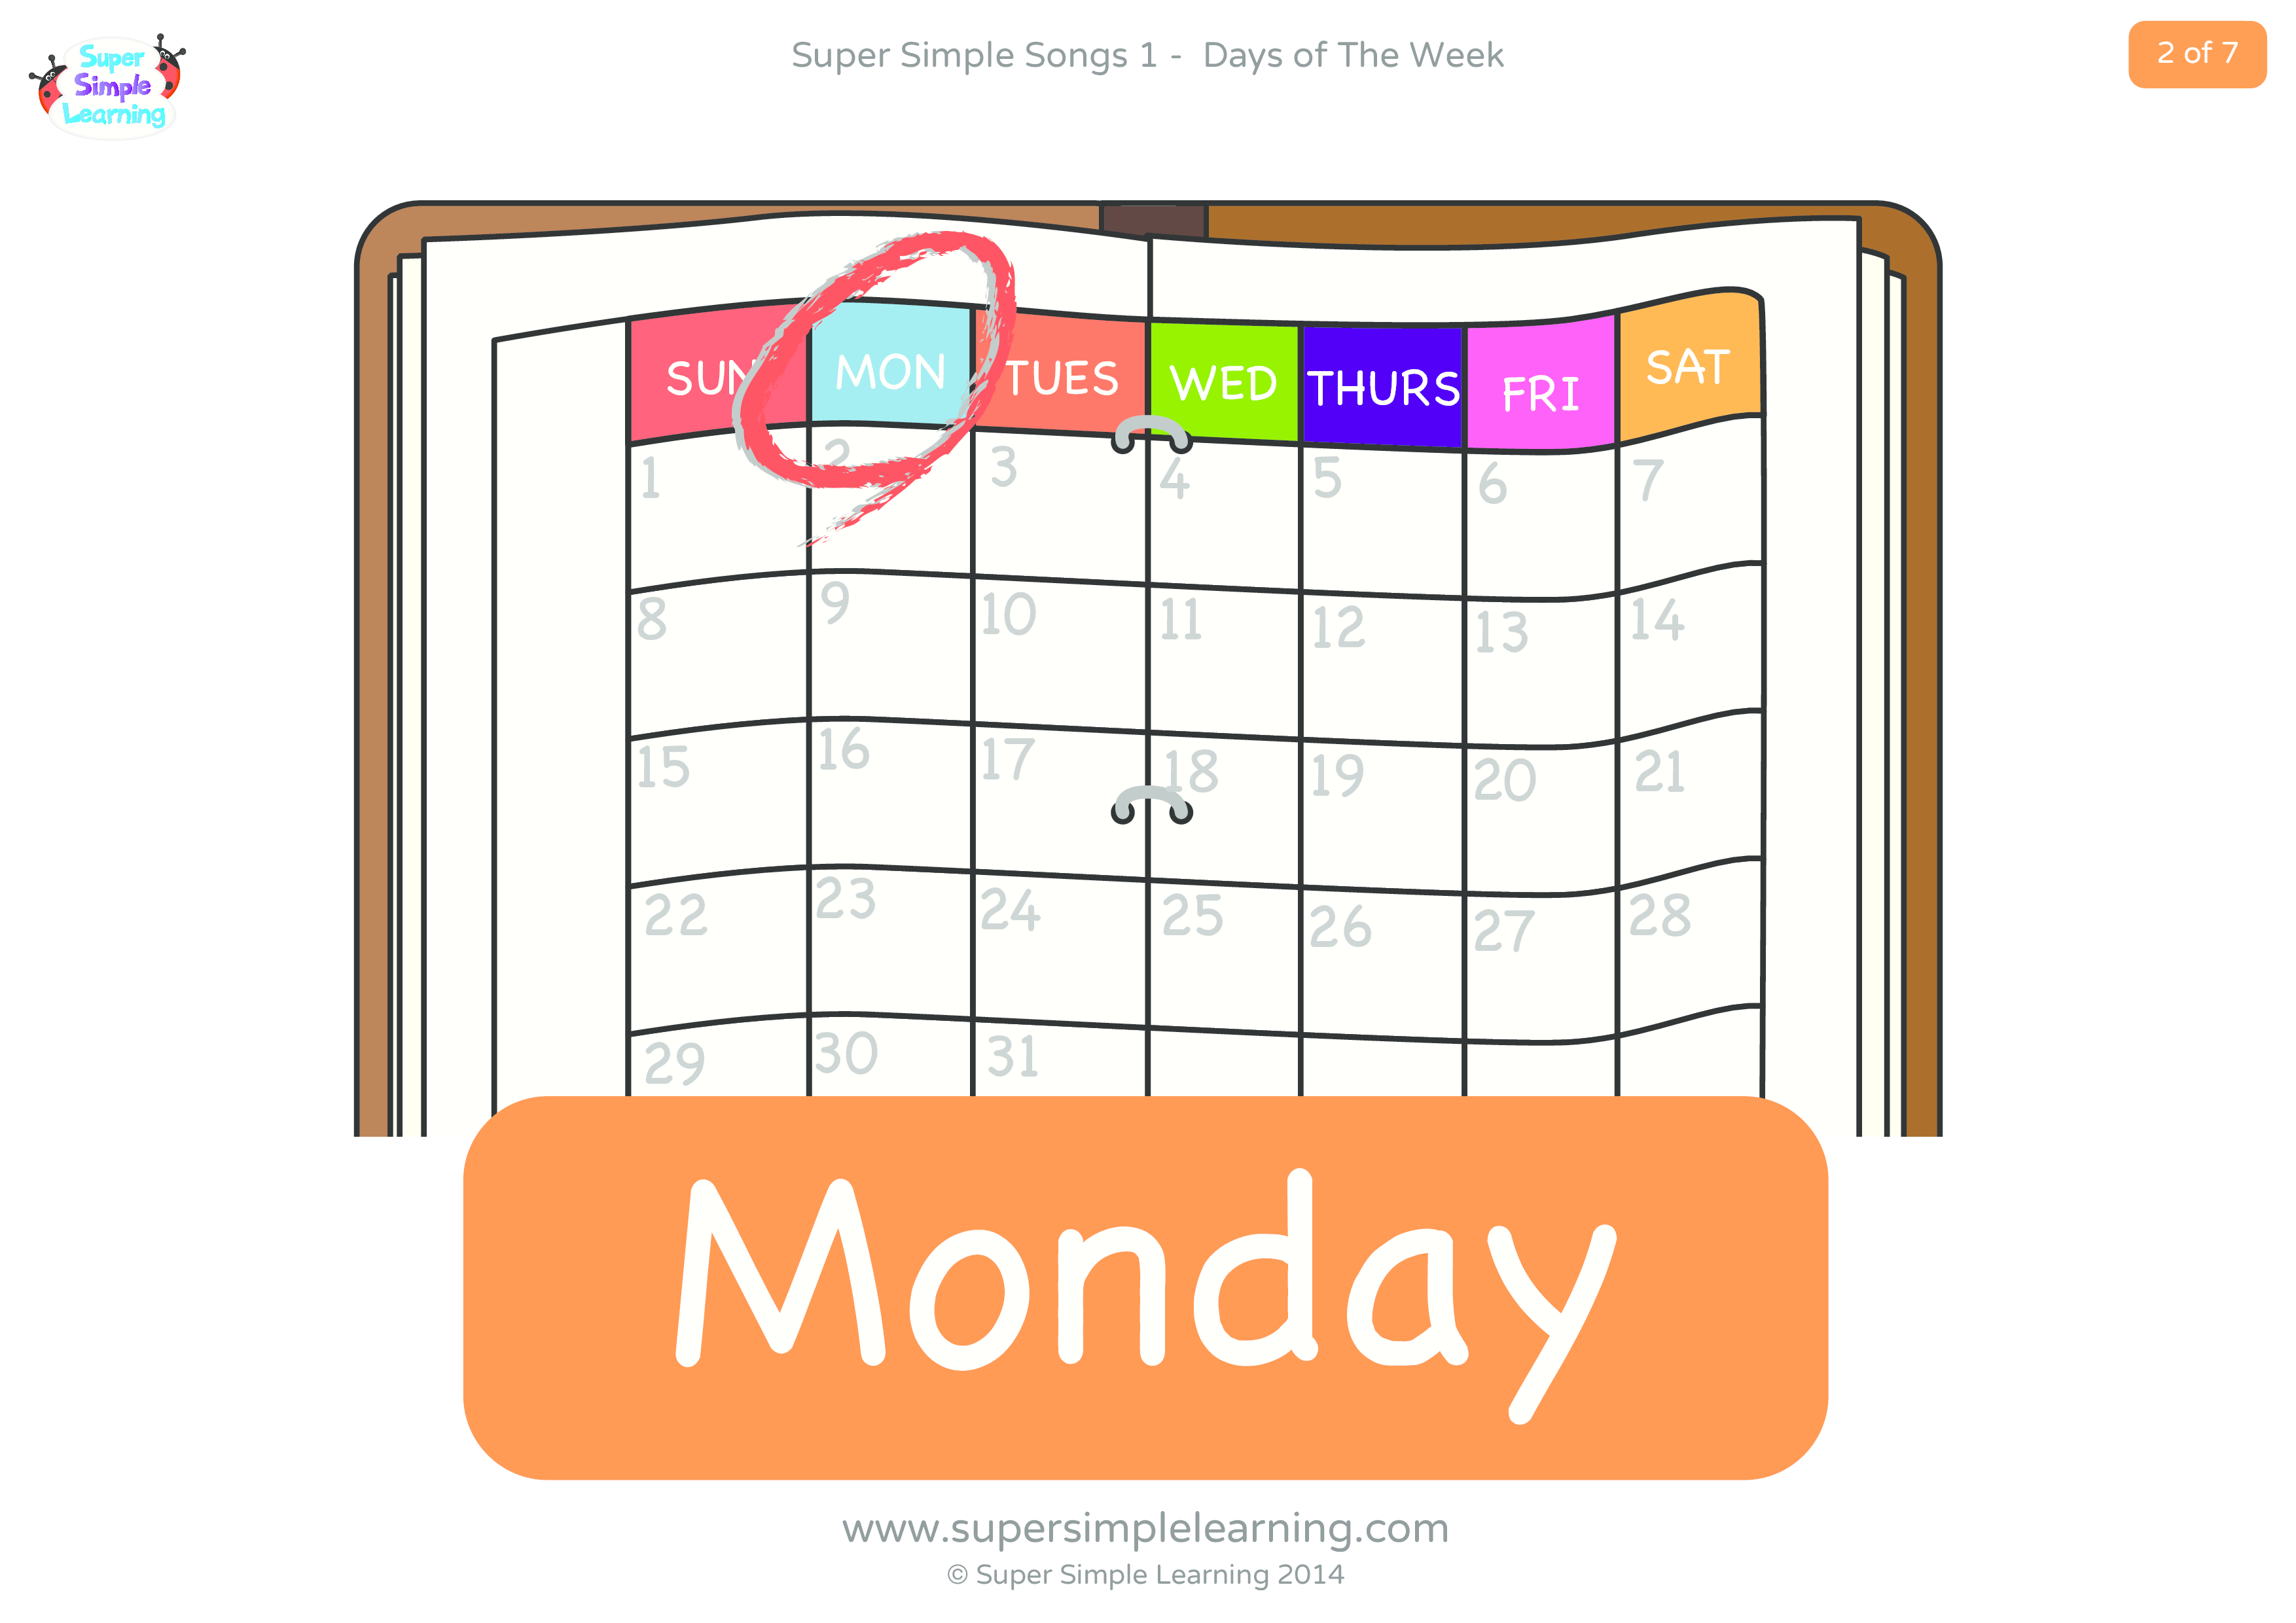 Super
Simple
Learning
Super Simple Songs 1 - Days of The Week
2 of 7
SUN MON TUES WED THURS FRI SAT
1 2 3 4 5 6 7
8 9 10 11 12 13 14
15 16 17 18 19 20 21
22 23 24 25 26 27 28
29 30 31
Monday
www.supersimplelearning.com
© Super Simple Learning 2014